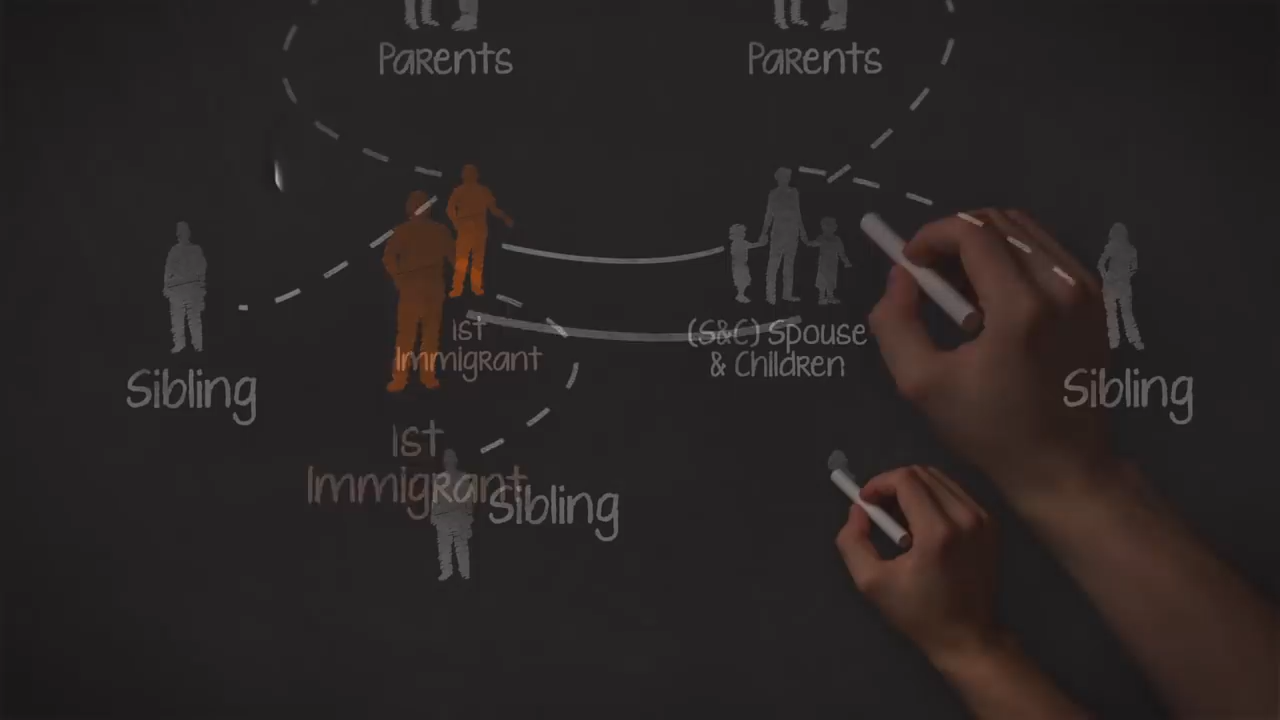 Parents
Parents
1st
Immigrant
(S&C) Spouse
& Children
Sibling
Sibling
1st
Immigrant
Sibling